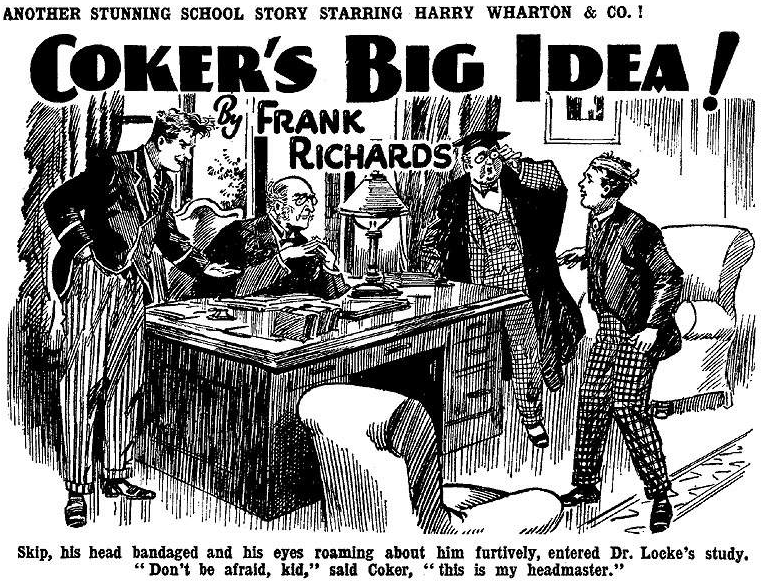 ANOTHER STUNNING SCHOOL STORY STARRING HARRY WHARTON & CO. !
COKER'S BIG IDEA!
By FRANK
RICHARDS
Skip, his head bandaged and his eyes roaming about him furtively, entered Dr. Locke's study.
"Don't be afraid, kid," said Coker, "this is my headmaster."